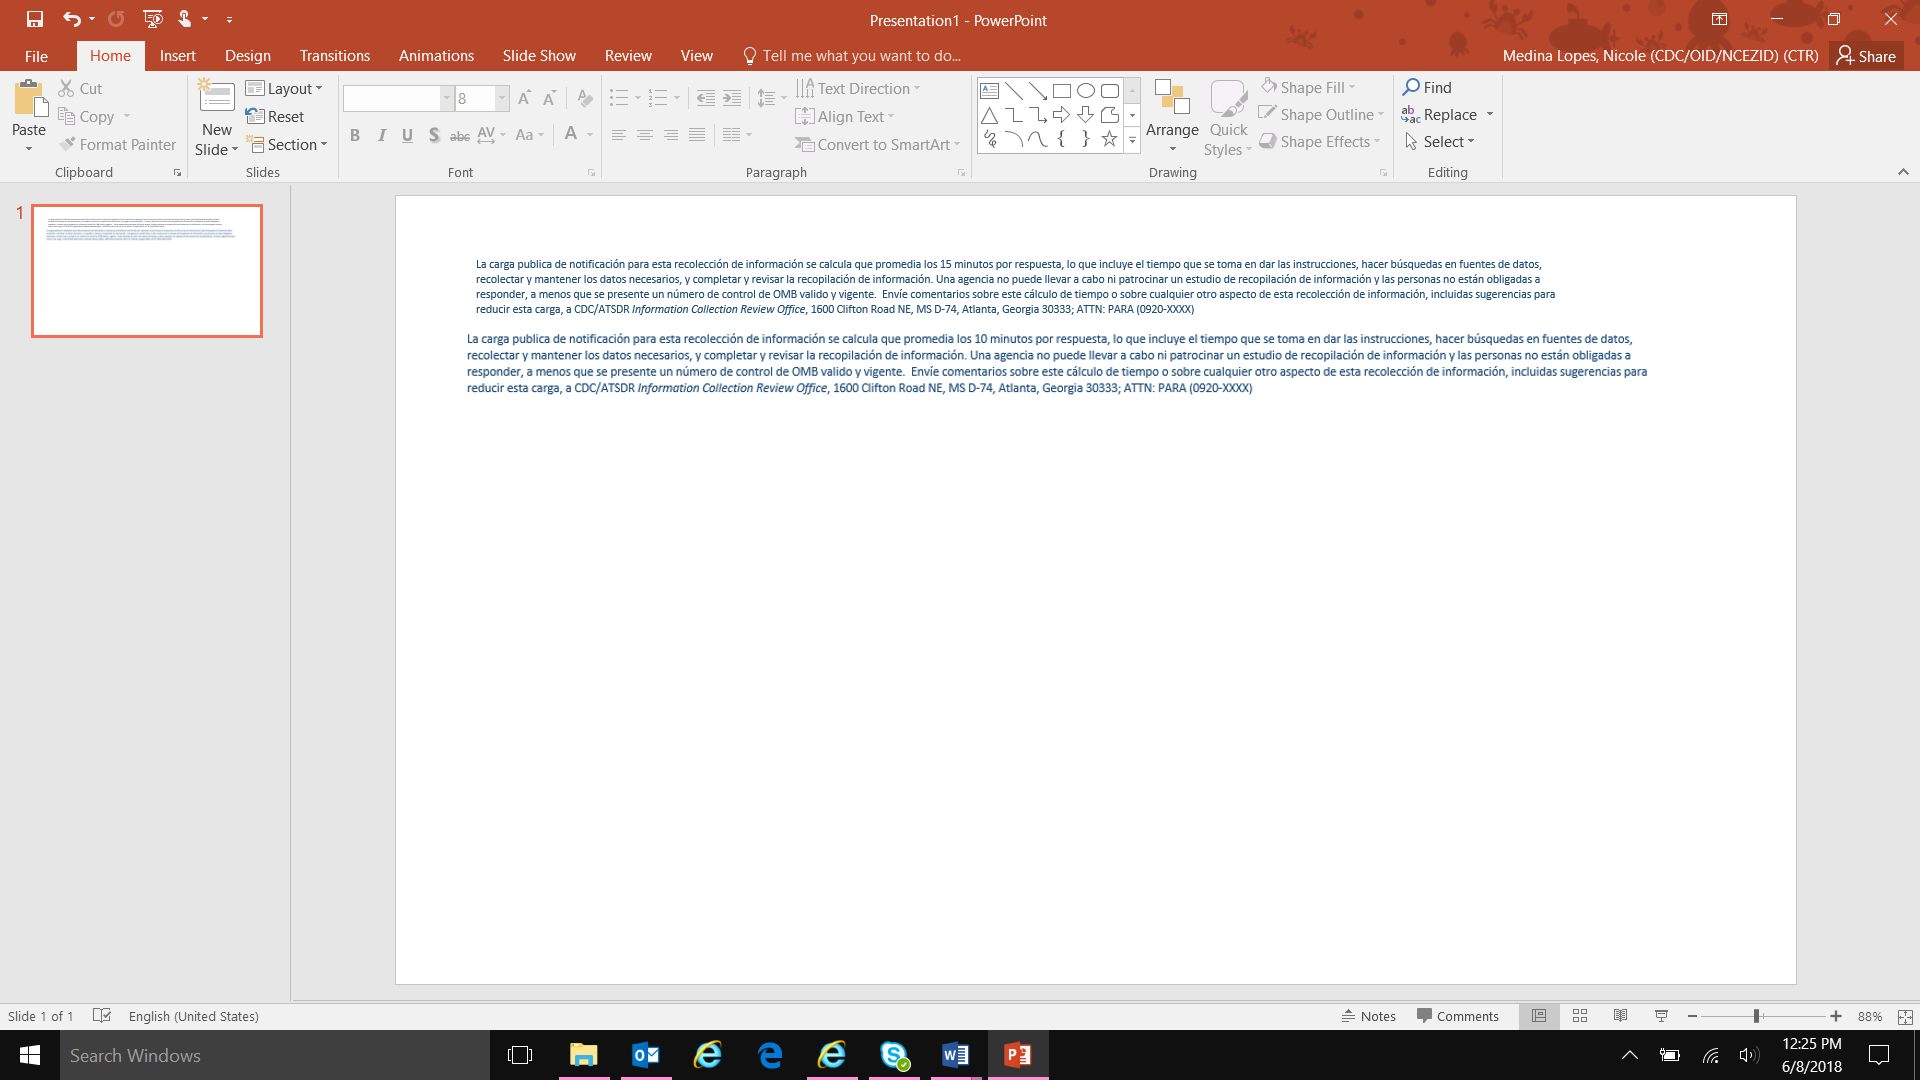 Presentation1 - PowerPoint
File Home Insert Design Transitions Animations Slide Show Review View Tell me what you want to do... Medina Lopes, Nicole (CDC/OID/NCEZID) (CTR) Share
Paste
Cut
Copy
Format Painter
Clipboard
New Slide
Layout
Reset
Section
Slides
8
B I U S abc AV Aa A
Font
Text Direction
Align Text
Convert to SmartArt
Paragraph
Arrange
Quick Styles
Shape Fill
Shape Outline
Shape Effects
Drawing
Find
Replace
Select
Editing
1
La carga publica de notificación para esta recolección de información se calcula que promedia los 15 minutos por respuesta, lo que incluye el tiempo que se toma en dar las instrucciones, hacer búsquedas en fuentes de datos,
recolectar y mantener los datos necesarios, y completar y revisar la recopilación de información. Una agencia no puede llevar a cabo ni patrocinar un estudio de recopilación de información y las personas no están obligadas a
responder, a menos que se presente un número de control de OMB valido y vigente. Envíe comentarios sobre este cálculo de tiempo o sobre cualquier otro aspecto de esta recolección de información, incluidas sugerencias para
reducir esta carga, a CDC/ATSDR Information Collection Review Office, 1600 Clifton Road NE, MS D-74, Atlanta, Georgia 30333; ATTN: PARA (0920-XXXX)
La carga publica de notificación para esta recolección de información se calcula que promedia los 10 minutos por respuesta, lo que incluye el tiempo que se toma en dar las instrucciones, hacer búsquedas en fuentes de datos,
recolectar y mantener los datos necesarios, y completar y revisar la recopilación de información. Una agencia no puede llevar a cabo ni patrocinar un estudio de recopilación de información y las personas no están obligadas a
responder, a menos que se presente un número de control de OMB valido y vigente. Envíe comentarios sobre este cálculo de tiempo o sobre cualquier otro aspecto de esta recolección de información, incluidas sugerencias para
reducir esta carga, a CDC/ATSDR Information Collection Review Office, 1600 Clifton Road NE, MS D-74, Atlanta, Georgia 30333; ATTN: PARA (0920-XXXX)
Slide 1 of 1 English (United States) Notes Comments 88%
Search Windows
12:25 PM
6/8/2018